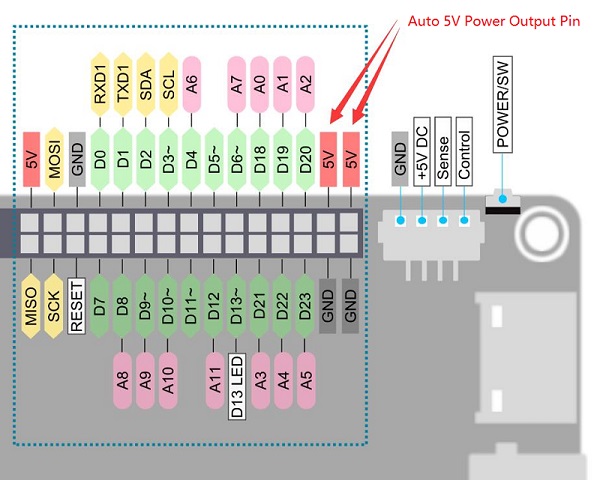 Auto 5V Power Output Pin
RXD1
TXD1
SDA
SCL
A6
A7
A0
A1
A2
5V
MOSI
GND
D0
D1
D2
D3~
D4
D5~
D6~
D18
D19
D20
5V
5V
GND
+5V DC
Sense
Control
POWER/SW
MISO
SCK
RESET
D7
D8
D9~
D10~
D11~
D12
D13~
D21
D22
D23
GND
GND
A8
A9
A10
A11
D13 LED
A3
A4
A5